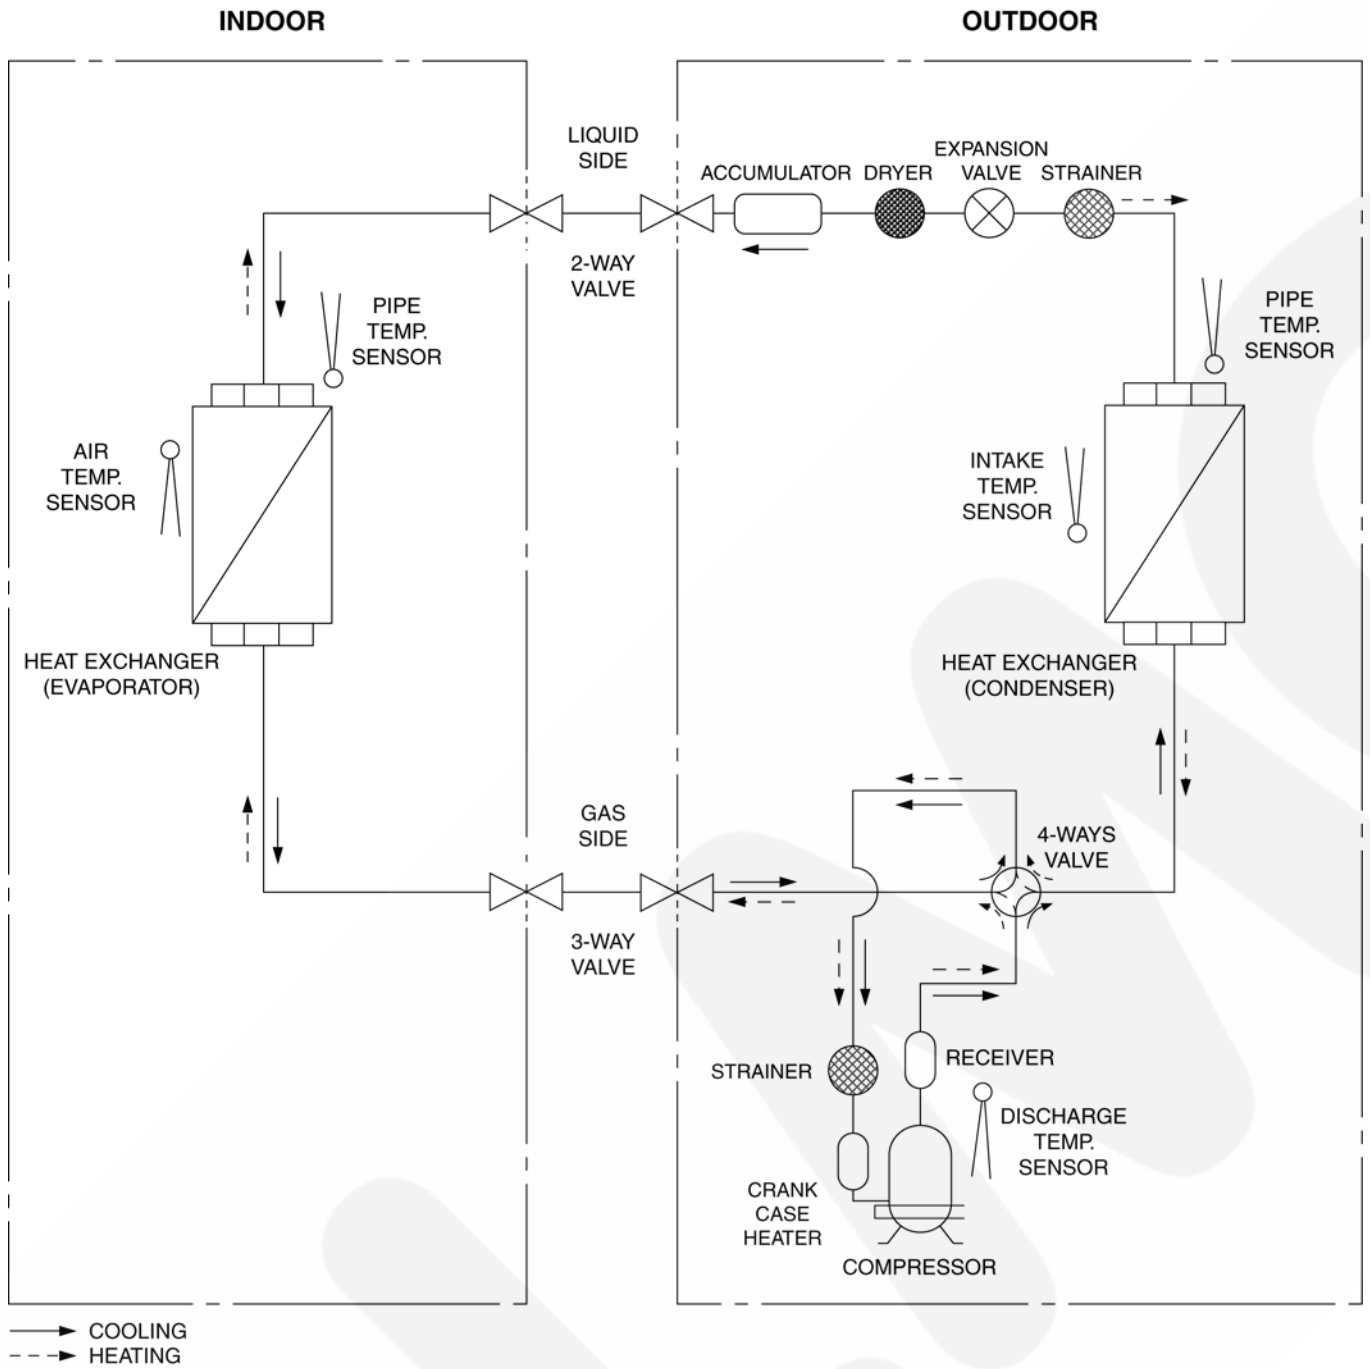 INDOOR
OUTDOOR
LIQUID
SIDE
2-WAY
VALVE
ACCUMULATOR
DRYER
EXPANSION
VALVE
STRAINER
PIPE
TEMP.
SENSOR
PIPE
TEMP.
SENSOR
AIR
TEMP.
SENSOR
INTAKE
TEMP.
SENSOR
HEAT EXCHANGER
(EVAPORATOR)
HEAT EXCHANGER
(CONDENSER)
GAS
SIDE
3-WAY
VALVE
4-WAYS
VALVE
STRAINER
RECEIVER
DISCHARGE
TEMP.
SENSOR
CRANK
CASE
HEATER
COMPRESSOR
COOLING
HEATING